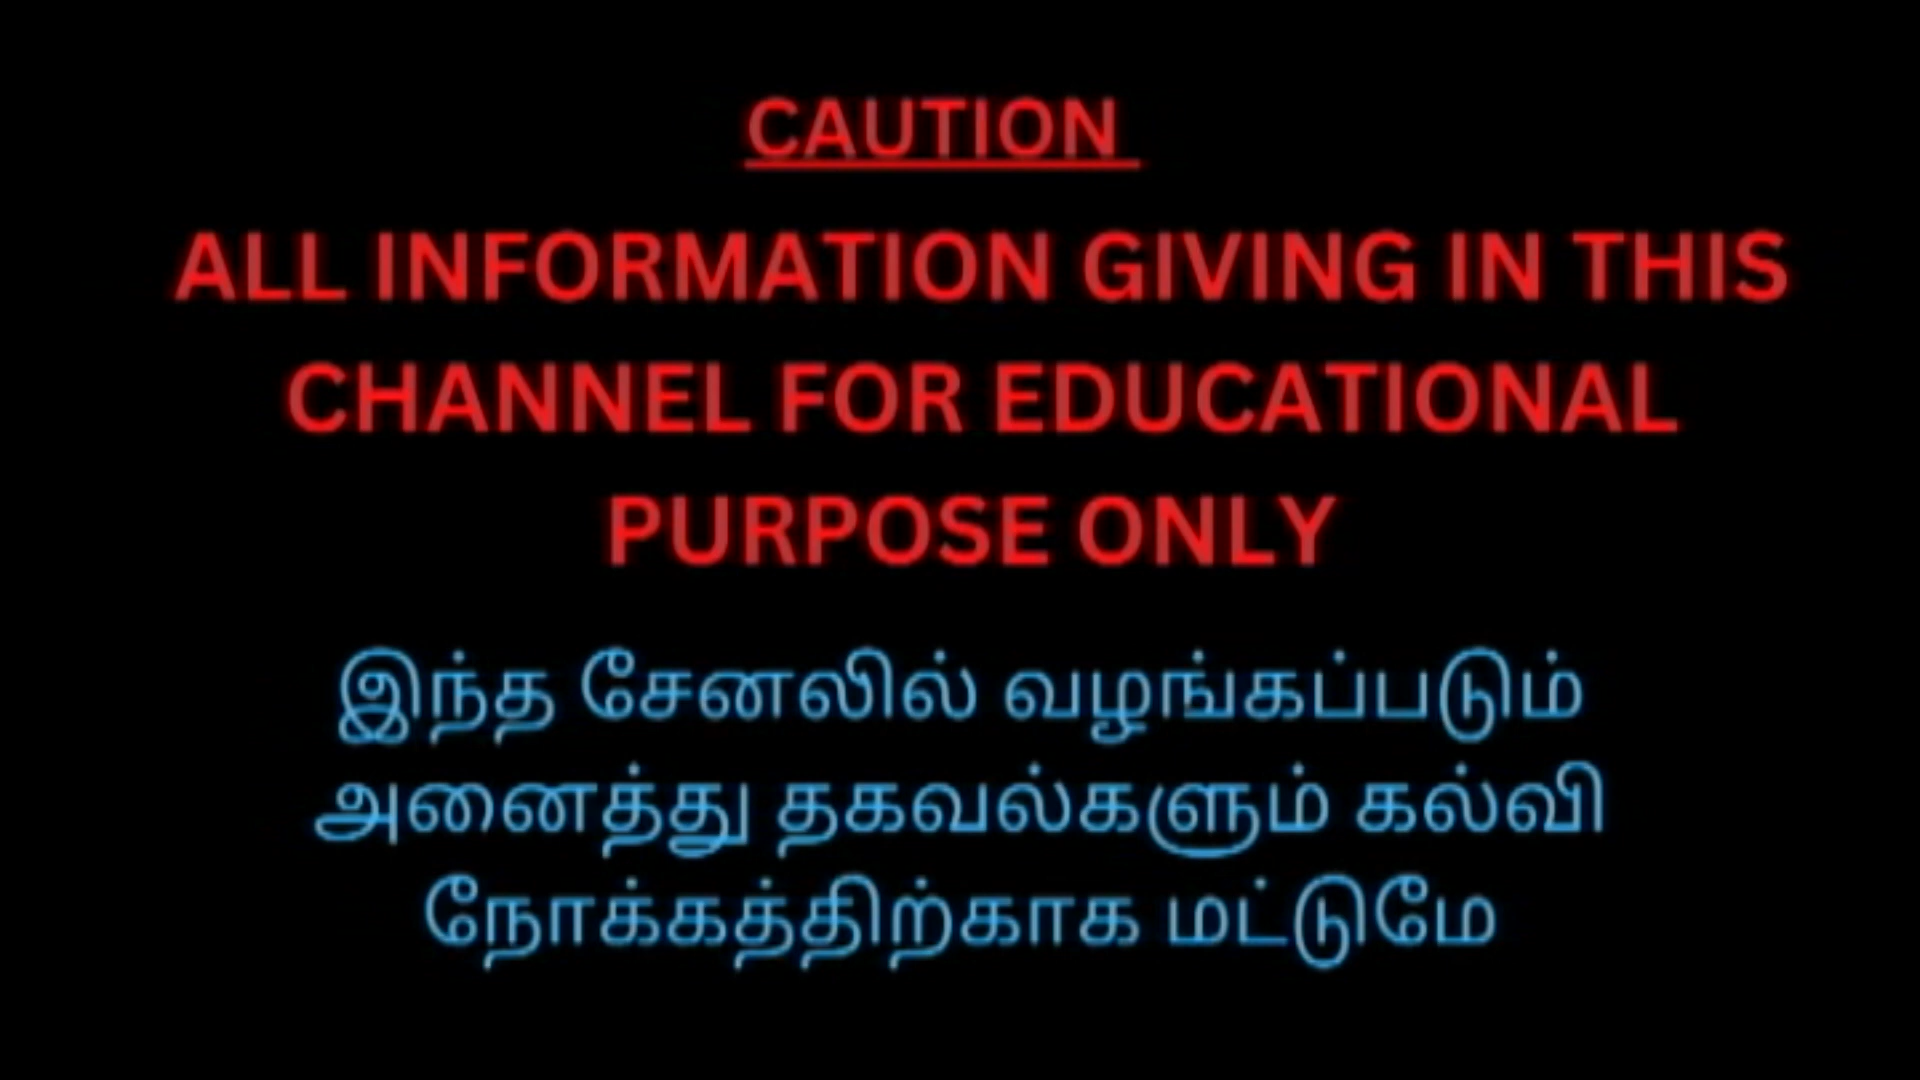 CAUTION
ALL INFORMATION GIVING IN THIS
CHANNEL FOR EDUCATIONAL
PURPOSE ONLY
இந்த சேனலில் வழங்கப்படும்
அனைத்து தகவல்களும் கல்வி
நோக்கத்திற்காக மட்டுமே